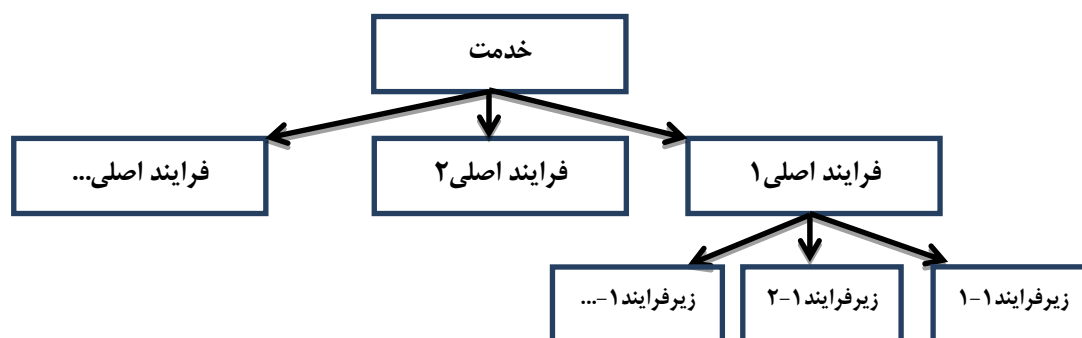 خدمت
فرایند اصلی۱
فرایند اصلی۲
فرایند اصلی...
زیرفرایند۱-۱
زیرفرایند۱-۲
زیرفرایند۱-...